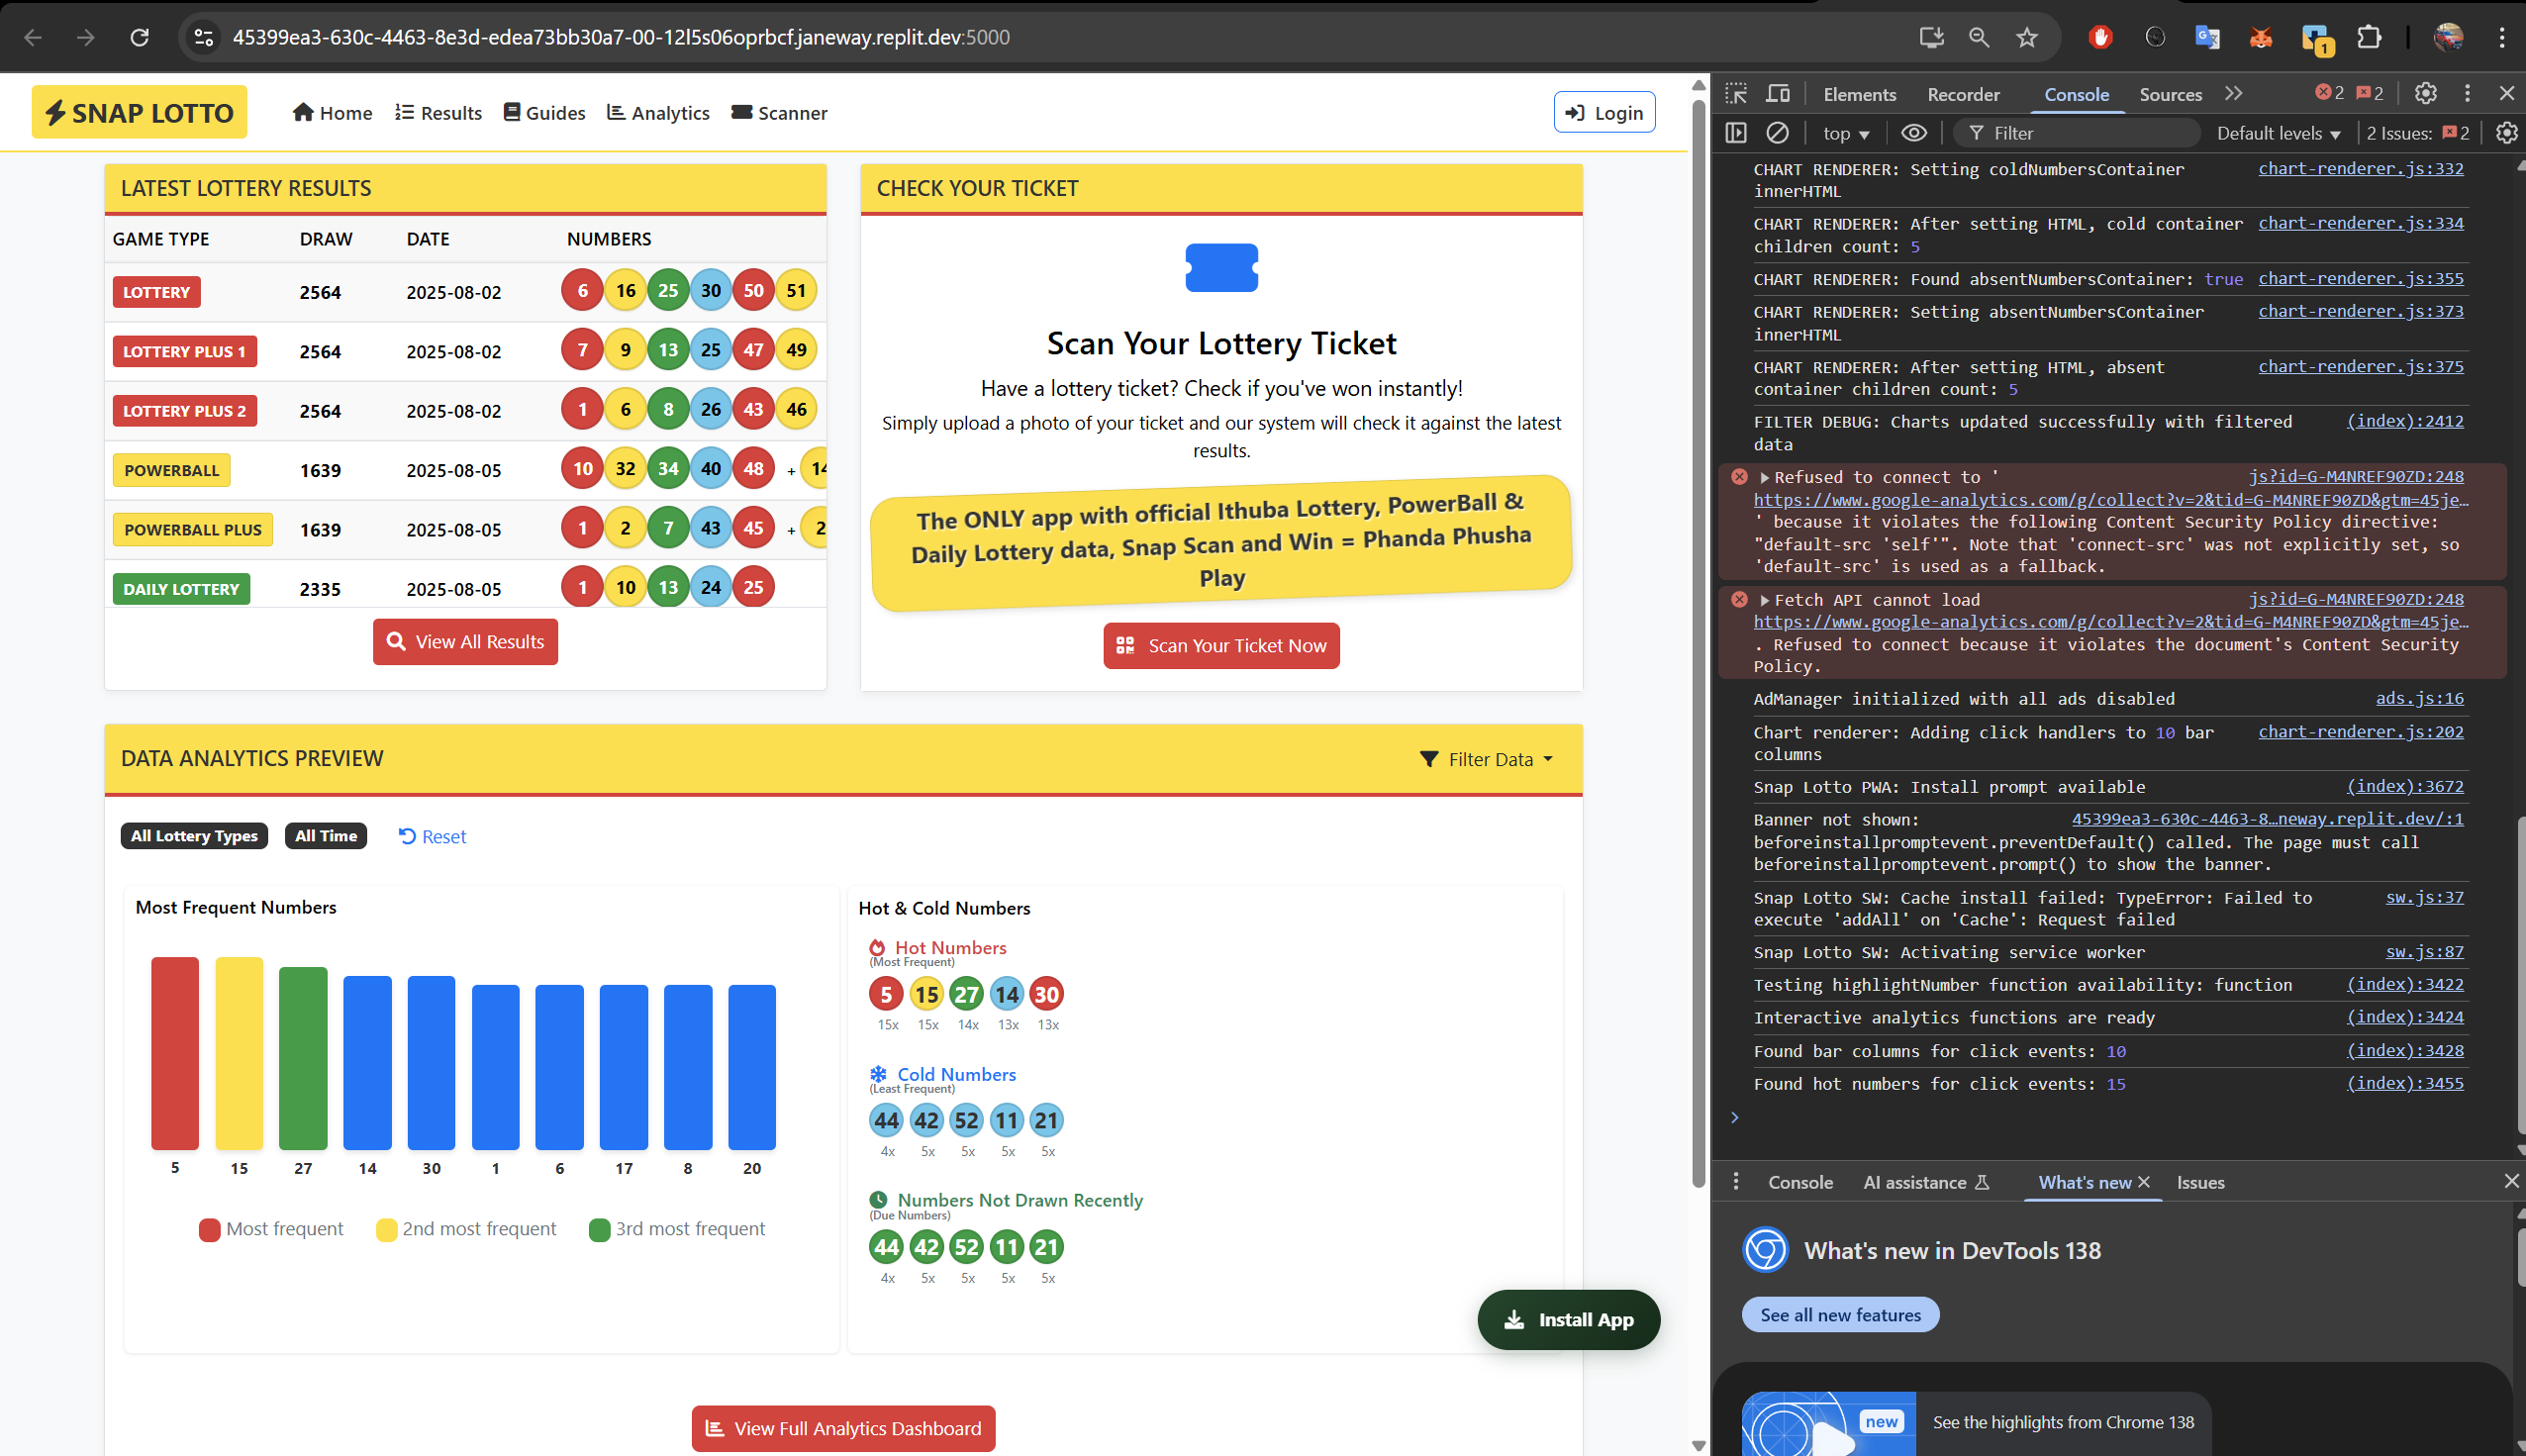 45399ea3-630c-4463-8e3d-edea73bb30a7-00-12l5s06oprbcf.janeway.replit.dev:5000
1
SNAP LOTTO
Home
Results
Guides
Analytics
Scanner
Login
LATEST LOTTERY RESULTS
GAME TYPE DRAW DATE NUMBERS
LOTTERY 2564 2025-08-02 6 16 25 30 50 51
LOTTERY PLUS 1 2564 2025-08-02 7 9 13 25 47 49
LOTTERY PLUS 2 2564 2025-08-02 1 6 8 26 43 46
POWERBALL 1639 2025-08-05 10 32 34 40 48 + 14
POWERBALL PLUS 1639 2025-08-05 1 2 7 43 45 + 2
DAILY LOTTERY 2335 2025-08-05 1 10 13 24 25
View All Results
CHECK YOUR TICKET
Scan Your Lottery Ticket
Have a lottery ticket? Check if you've won instantly!
Simply upload a photo of your ticket and our system will check it against the latest
results.
The ONLY app with official Ithuba Lottery, PowerBall &
Daily Lottery data, Snap Scan and Win = Phanda Phusha
Play
Scan Your Ticket Now
DATA ANALYTICS PREVIEW
Filter Data
All Lottery Types All Time Reset
Most Frequent Numbers
5 15 27 14 30 1 6 17 8 20
Most frequent 2nd most frequent 3rd most frequent
Hot & Cold Numbers
Hot Numbers
(Most Frequent)
5 15 27 14 30
15x 15x 14x 13x 13x
Cold Numbers
(Least Frequent)
44 42 52 11 21
4x 5x 5x 5x 5x
Numbers Not Drawn Recently
(Due Numbers)
44 42 52 11 21
4x 5x 5x 5x 5x
Install App
View Full Analytics Dashboard
Elements Recorder Console Sources 2 2
top Filter Default levels 2 Issues: 2
CHART RENDERER: Setting coldNumbersContainer chart-renderer.js:332
innerHTML
CHART RENDERER: After setting HTML, cold container chart-renderer.js:334
children count: 5
CHART RENDERER: Found absentNumbersContainer: true chart-renderer.js:355
CHART RENDERER: Setting absentNumbersContainer chart-renderer.js:373
innerHTML
CHART RENDERER: After setting HTML, absent chart-renderer.js:375
container children count: 5
FILTER DEBUG: Charts updated successfully with filtered (index):2412
data
Refused to connect to ' js?id=G-M4NREF90ZD:248
https://www.google-analytics.com/g/collect?v=2&tid=G-M4NREF90ZD&gtm=45je…
' because it violates the following Content Security Policy directive:
"default-src 'self'". Note that 'connect-src' was not explicitly set, so
'default-src' is used as a fallback.
Fetch API cannot load js?id=G-M4NREF90ZD:248
https://www.google-analytics.com/g/collect?v=2&tid=G-M4NREF90ZD&gtm=45je…
. Refused to connect because it violates the document's Content Security
Policy.
AdManager initialized with all ads disabled ads.js:16
Chart renderer: Adding click handlers to 10 bar chart-renderer.js:202
columns
Snap Lotto PWA: Install prompt available (index):3672
Banner not shown: 45399ea3-630c-4463-8…neway.replit.dev/:1
beforeinstallpromptevent.preventDefault() called. The page must call
beforeinstallpromptevent.prompt() to show the banner.
Snap Lotto SW: Cache install failed: TypeError: Failed to sw.js:37
execute 'addAll' on 'Cache': Request failed
Snap Lotto SW: Activating service worker sw.js:87
Testing highlightNumber function availability: function (index):3422
Interactive analytics functions are ready (index):3424
Found bar columns for click events: 10 (index):3428
Found hot numbers for click events: 15 (index):3455
Console AI assistance What's new Issues
What's new in DevTools 138
See all new features
new
See the highlights from Chrome 138